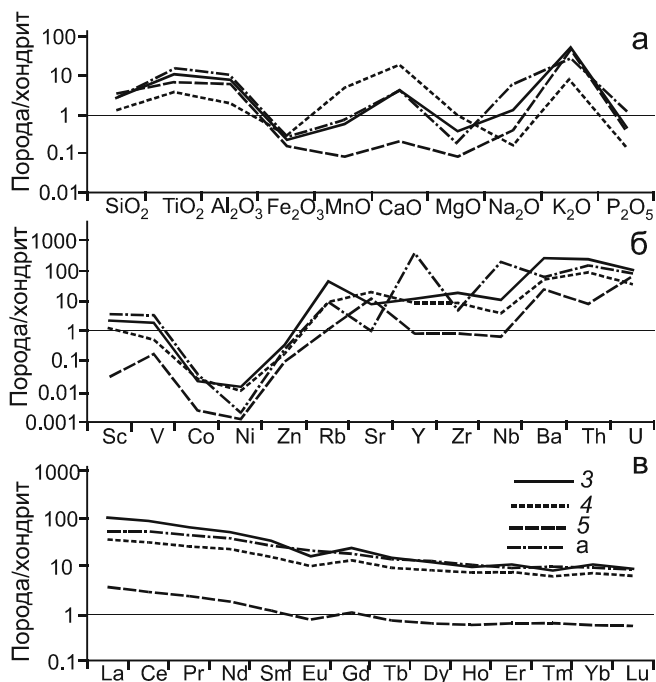 а
Порода/хондрит
100
10
1
0.1
0.01
SiO₂ TiO₂ Al₂O₃ Fe₂O₃ MnO CaO MgO Na₂O K₂O P₂O₅
б
Порода/хондрит
1000
100
10
1
0.1
0.01
0.001
Sc V Co Ni Zn Rb Sr Y Zr Nb Ba Th U
в
Порода/хондрит
1000
100
10
1
0.1
3
4
5
а
La Ce Pr Nd Sm Eu Gd Tb Dy Ho Er Tm Yb Lu